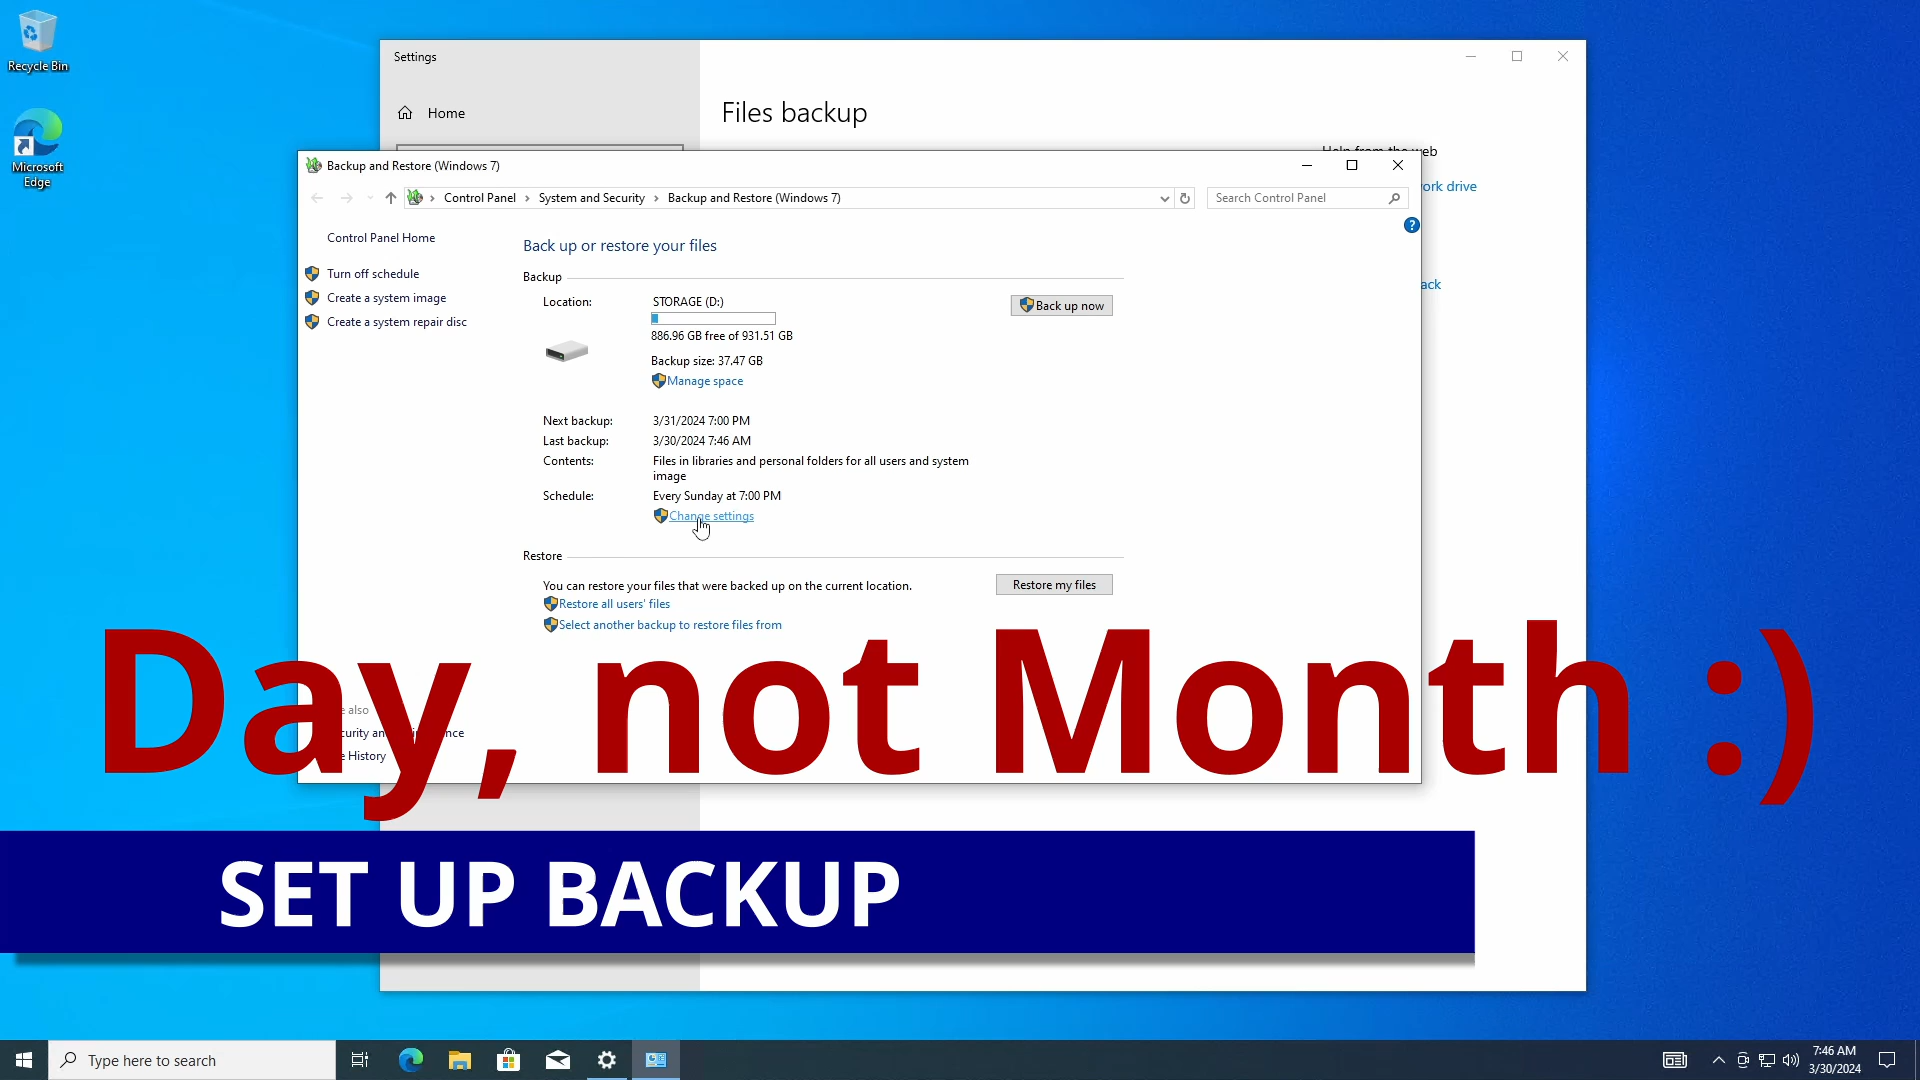 Recycle Bin
Microsoft
Edge
Settings
Home
Files backup
Help from the web
ork drive
ack
Backup and Restore (Windows 7)
Control Panel
System and Security
Backup and Restore (Windows 7)
Search Control Panel
Control Panel Home
Turn off schedule
Create a system image
Create a system repair disc
Back up or restore your files
Backup
Location:
STORAGE (D:)
Back up now
886.96 GB free of 931.51 GB
Backup size: 37.47 GB
Manage space
Next backup:
3/31/2024 7:00 PM
Last backup:
3/30/2024 7:46 AM
Contents:
Files in libraries and personal folders for all users and system
image
Schedule:
Every Sunday at 7:00 PM
Change settings
Restore
You can restore your files that were backed up on the current location.
Restore my files
Restore all users' files
Select another backup to restore files from
Day, not Month :)
also
History
SET UP BACKUP
Type here to search
7:46 AM
3/30/2024